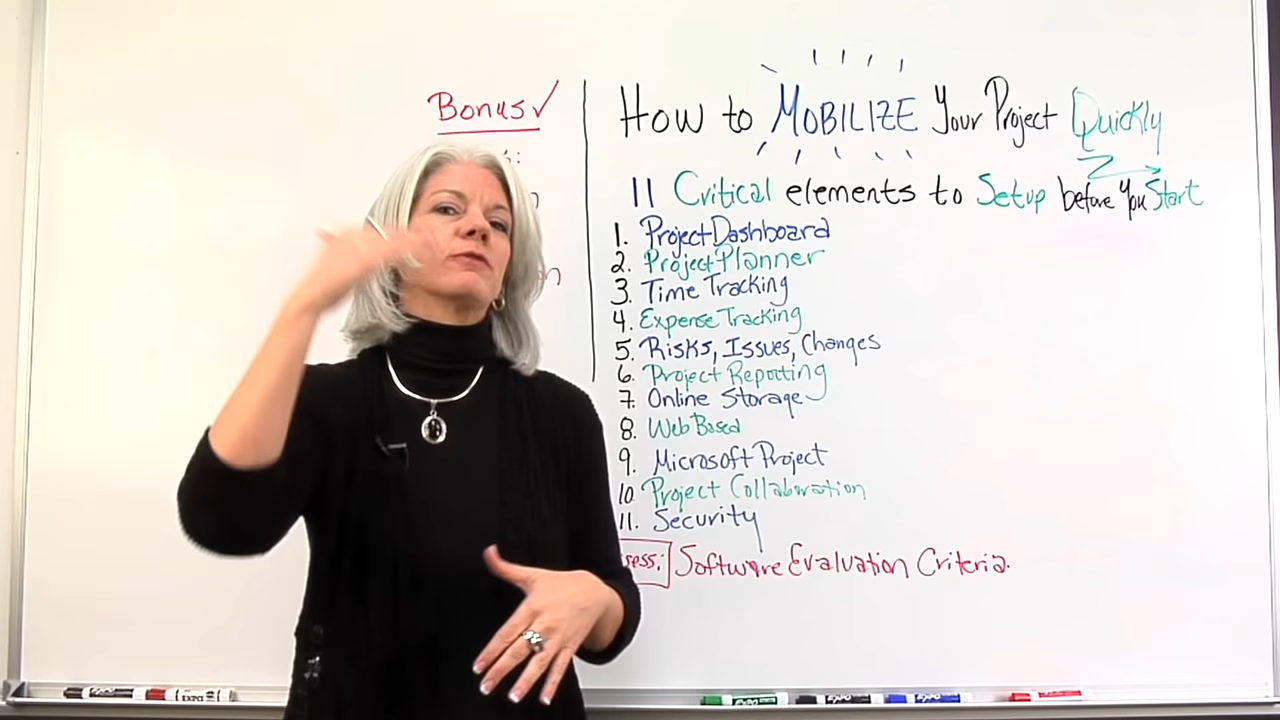 Bonus✓
How to MOBILIZE Your Project Quickly
11 Critical elements to Setup before You Start
1. Project Dashboard
2. Project Planner
3. Time Tracking
4. Expense Tracking
5. Risks, Issues, Changes
6. Project Reporting
7. Online Storage
8. Web Based
9. Microsoft Project
10. Project Collaboration
11. Security
Software Evaluation Criteria.
EXPO